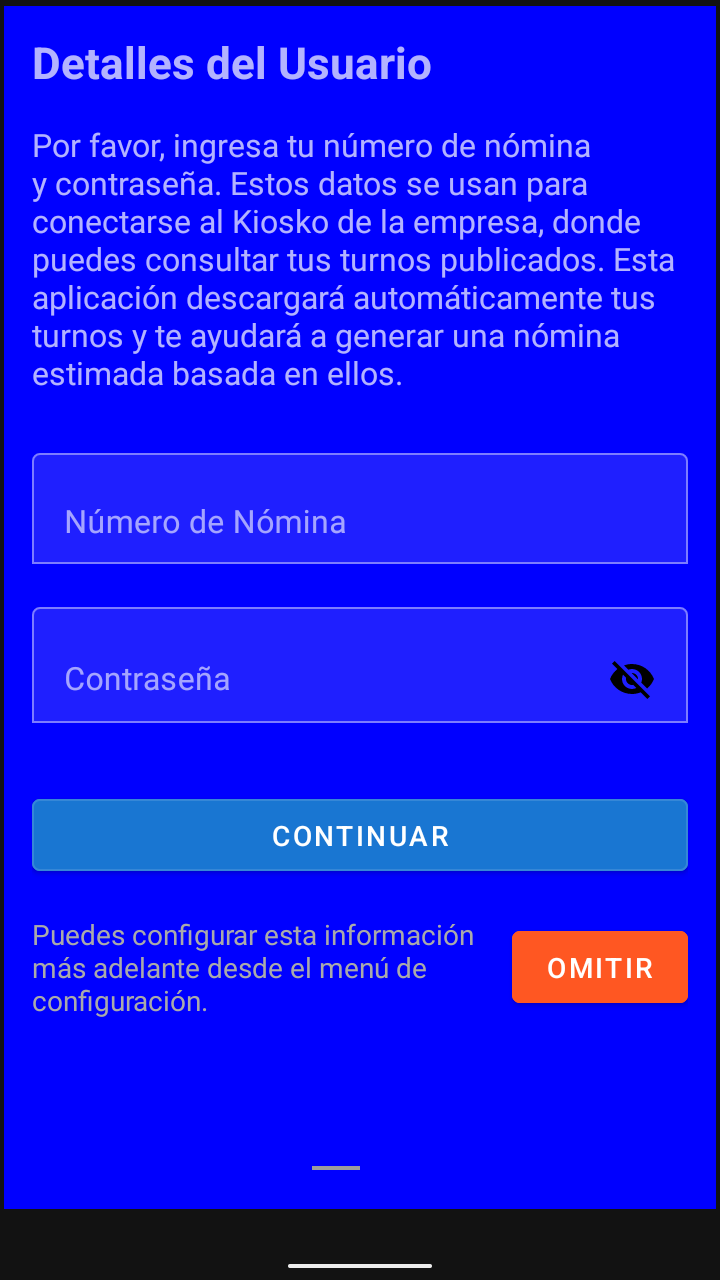 Detalles del Usuario
Por favor, ingresa tu número de nómina
y contraseña. Estos datos se usan para
conectarse al Kiosko de la empresa, donde
puedes consultar tus turnos publicados. Esta
aplicación descargará automáticamente tus
turnos y te ayudará a generar una nómina
estimada basada en ellos.
Número de Nómina
Contraseña
CONTINUAR
Puedes configurar esta información
más adelante desde el menú de
configuración.
OMITIR